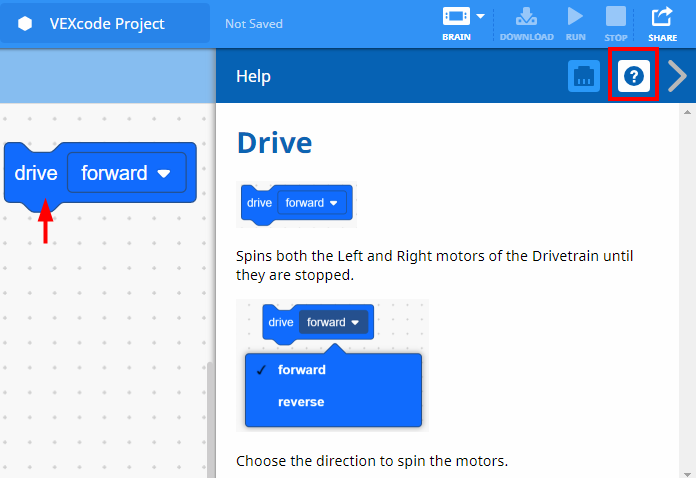 VEXcode Project
Not Saved
BRAIN
DOWNLOAD
RUN
STOP
SHARE
Help
?
drive forward
Drive
drive forward
Spins both the Left and Right motors of the Drivetrain until
they are stopped.
drive forward
✓ forward
reverse
Choose the direction to spin the motors.